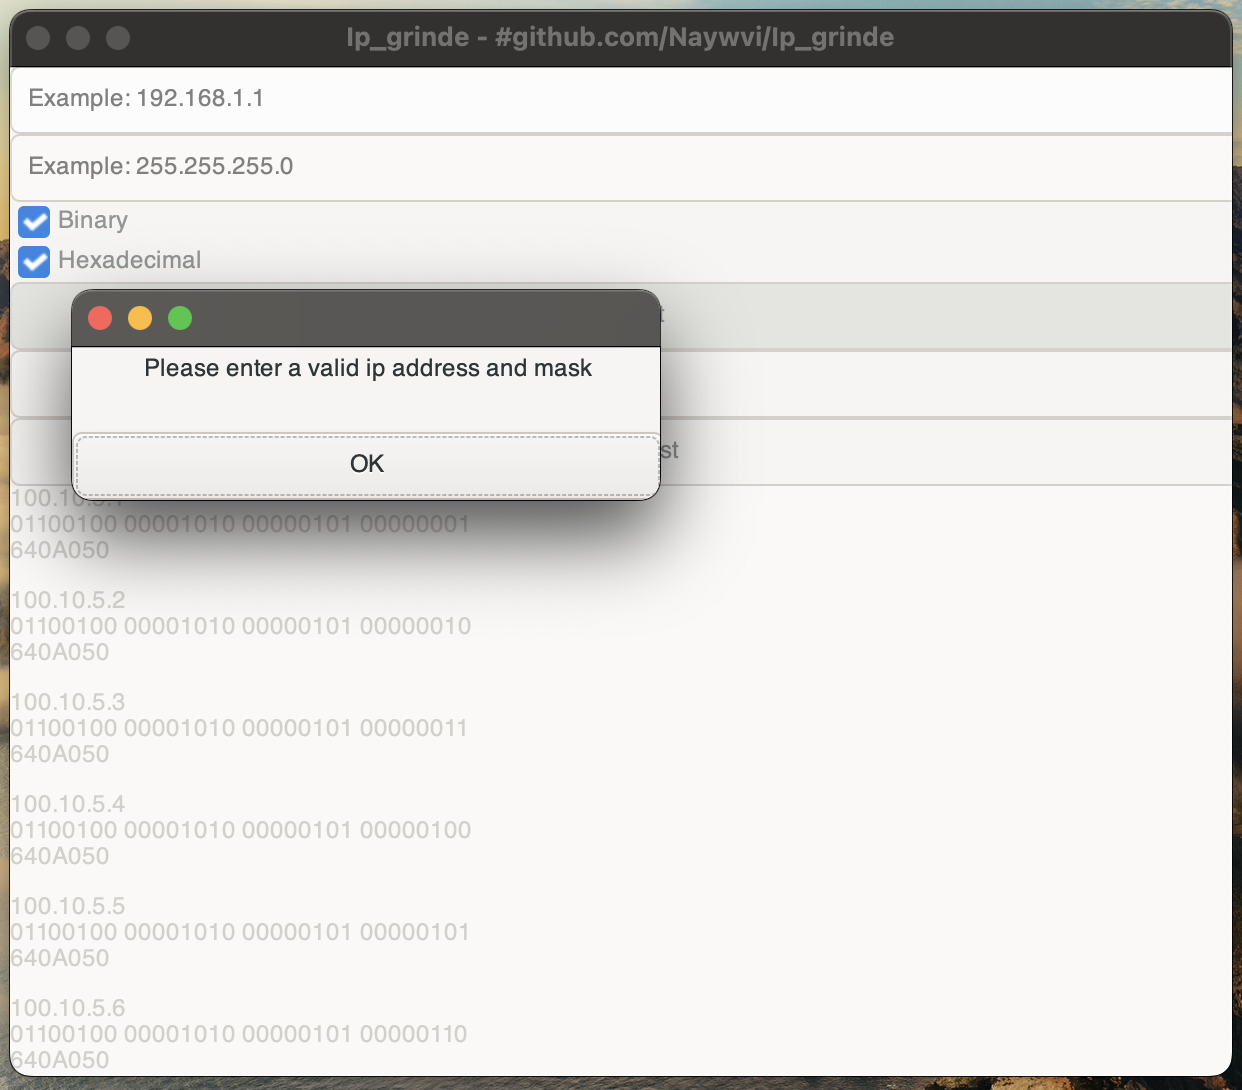 Ip_grinde - #github.com/Naywvi/Ip_grinde
Example: 192.168.1.1
Example: 255.255.255.0
Binary
Hexadecimal
Please enter a valid ip address and mask
OK
100.10.5.1
01100100 00001010 00000101 00000001
640A050
100.10.5.2
01100100 00001010 00000101 00000010
640A050
100.10.5.3
01100100 00001010 00000101 00000011
640A050
100.10.5.4
01100100 00001010 00000101 00000100
640A050
100.10.5.5
01100100 00001010 00000101 00000101
640A050
100.10.5.6
01100100 00001010 00000101 00000110
640A050